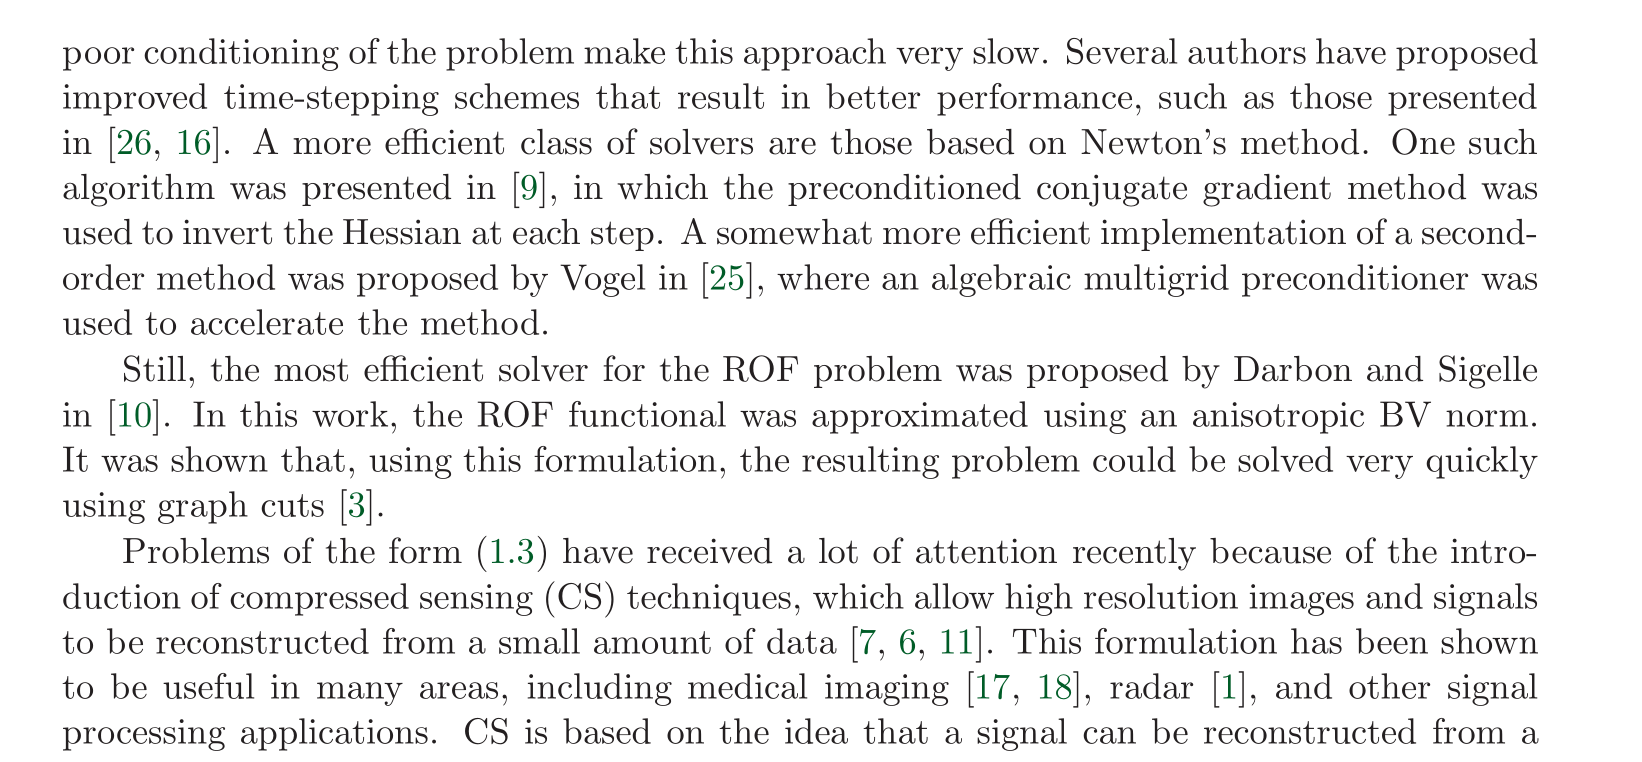 poor conditioning of the problem make this approach very slow. Several authors have proposed
improved time-stepping schemes that result in better performance, such as those presented
in [26, 16]. A more efficient class of solvers are those based on Newton's method. One such
algorithm was presented in [9], in which the preconditioned conjugate gradient method was
used to invert the Hessian at each step. A somewhat more efficient implementation of a second-
order method was proposed by Vogel in [25], where an algebraic multigrid preconditioner was
used to accelerate the method.
Still, the most efficient solver for the ROF problem was proposed by Darbon and Sigelle
in [10]. In this work, the ROF functional was approximated using an anisotropic BV norm.
It was shown that, using this formulation, the resulting problem could be solved very quickly
using graph cuts [3].
Problems of the form (1.3) have received a lot of attention recently because of the intro-
duction of compressed sensing (CS) techniques, which allow high resolution images and signals
to be reconstructed from a small amount of data [7, 6, 11]. This formulation has been shown
to be useful in many areas, including medical imaging [17, 18], radar [1], and other signal
processing applications. CS is based on the idea that a signal can be reconstructed from a